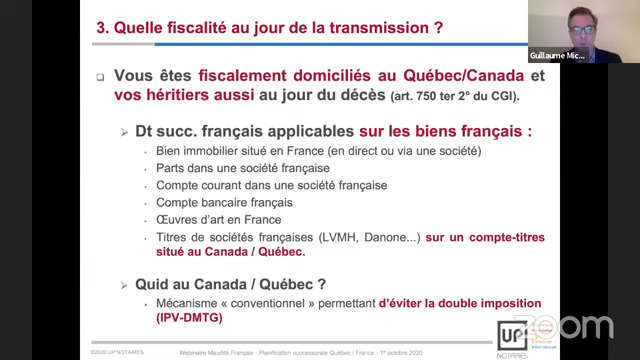 3. Quelle fiscalité au jour de la transmission ?
Guillaume Mic...
Vous êtes fiscalement domiciliés au Québec/Canada et
vos héritiers aussi au jour du décès (art. 750 ter 2° du CGI).
Dt succ. français applicables sur les biens français :
Bien immobilier situé en France (en direct ou via une société)
Parts dans une société française
Compte courant dans une société française
Compte bancaire français
Œuvres d'art en France
Titres de sociétés françaises (LVMH, Danone...) sur un compte-titres
situé au Canada / Québec.
Quid au Canada / Québec ?
Mécanisme « conventionnel » permettant d'éviter la double imposition
(IPV-DMTG)
zoom
UP
NOTAIRES
©2020 UP'NOTAIRES
Webinaire Maudits Français - Planification successorale Québec / France - 1er octobre 2020